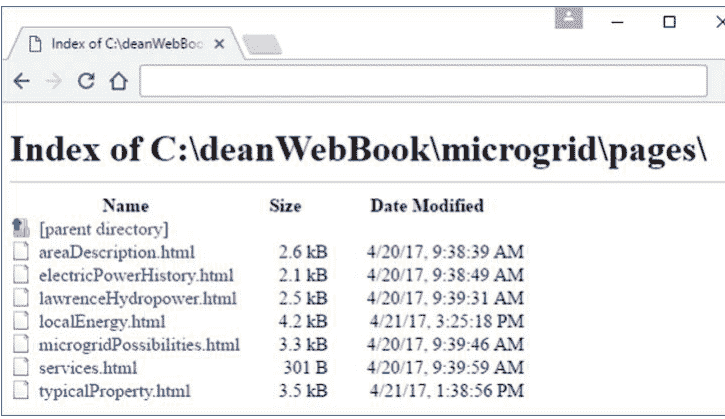 Index of C:\deanWebBoo
Index of C:\deanWebBook\microgrid\pages\
Name Size Date Modified
[parent directory]
areaDescription.html 2.6 kB 4/20/17, 9:38:39 AM
electricPowerHistory.html 2.1 kB 4/20/17, 9:38:49 AM
lawrenceHydropower.html 2.5 kB 4/20/17, 9:39:31 AM
localEnergy.html 4.2 kB 4/21/17, 3:25:18 PM
microgridPossibilities.html 3.3 kB 4/20/17, 9:39:46 AM
services.html 301 B 4/20/17, 9:39:59 AM
typicalProperty.html 3.5 kB 4/21/17, 1:38:56 PM